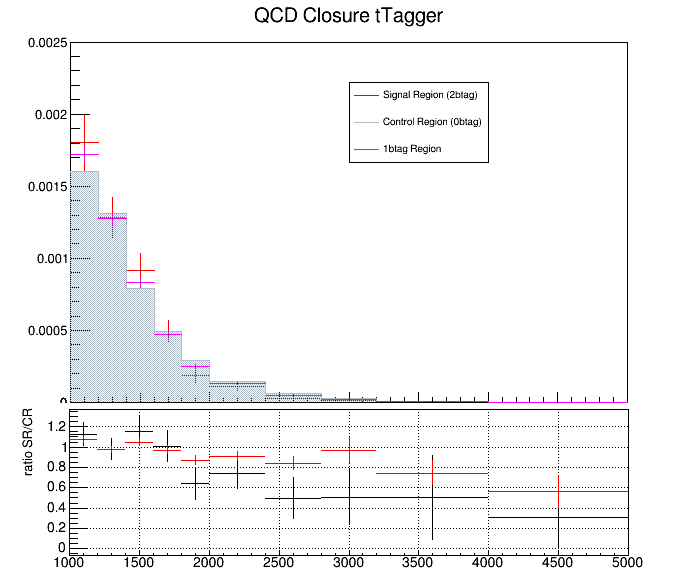 QCD Closure tTagger
0.0025
0.002
0.0015
0.001
0.0005
0
Signal Region (2btag)
Control Region (0btag)
1btag Region
ratio SR/CR
1.2
1
0.8
0.6
0.4
0.2
0
1000 1500 2000 2500 3000 3500 4000 4500 5000